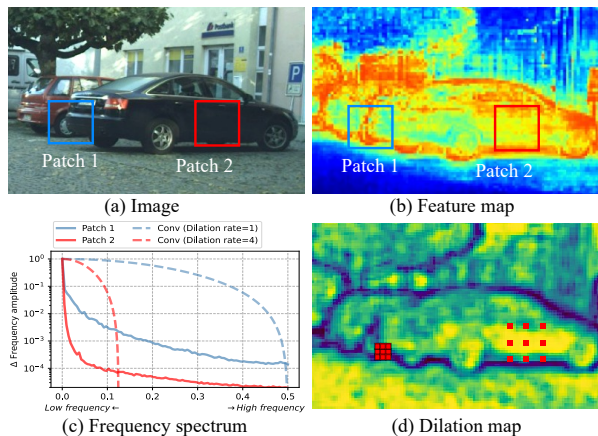 Postbank
P
Patch 1
Patch 2
(a) Image
Patch 1
Patch 2
(b) Feature map
Patch 1
Conv (Dilation rate=1)
Patch 2
Conv (Dilation rate=4)
Δ Frequency amplitude
10⁰
10⁻¹
10⁻²
10⁻³
10⁻⁴
0.0 0.1 0.2 0.3 0.4 0.5
Low frequency ← → High frequency
(c) Frequency spectrum
(d) Dilation map